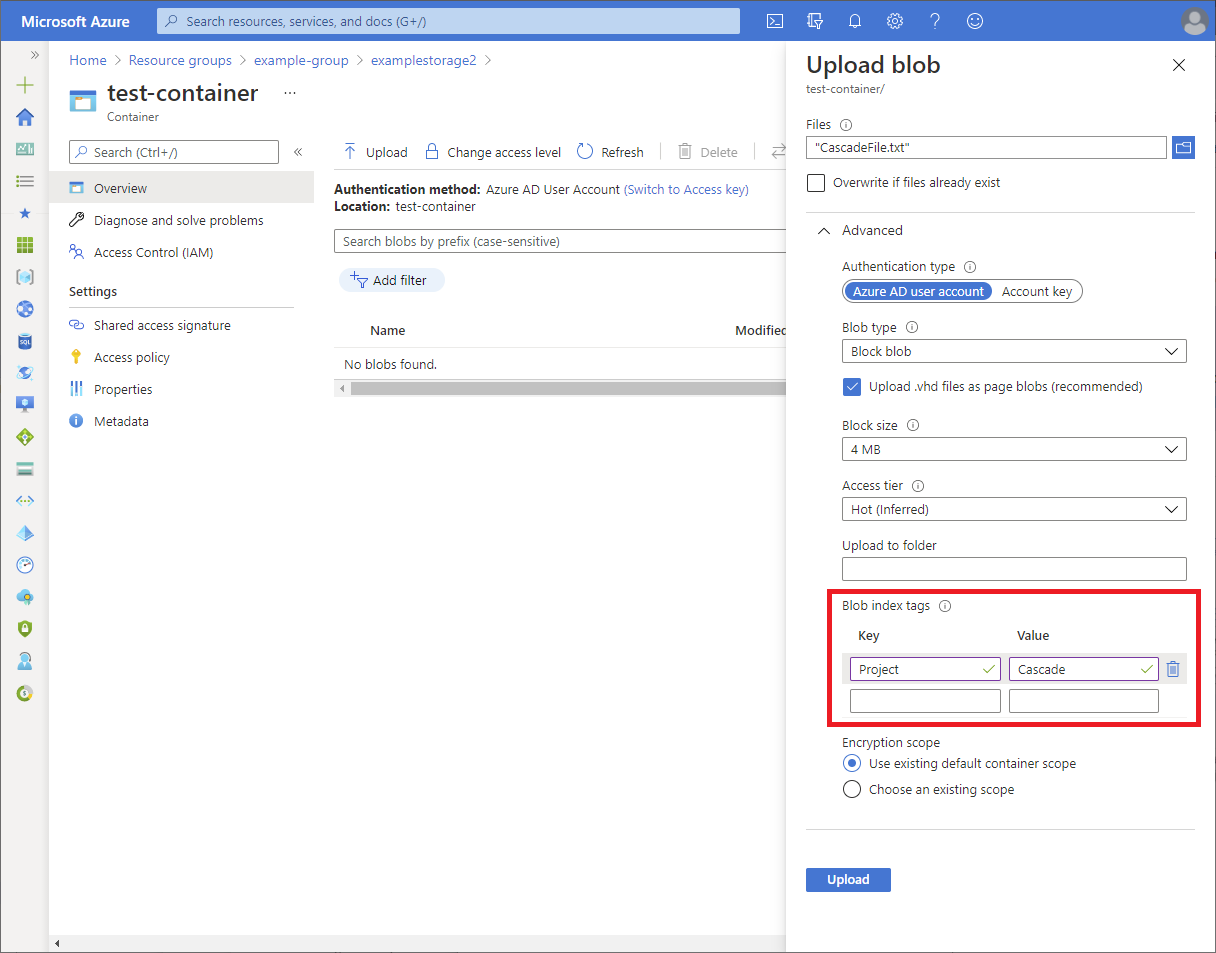 Microsoft Azure
Search resources, services, and docs (G+/)
Home > Resource groups > example-group > examplestorage2 >
test-container ...
Container
Search (Ctrl+/)
«
Overview
Diagnose and solve problems
Access Control (IAM)
Settings
Shared access signature
Access policy
Properties
Metadata
Upload
Change access level
Refresh
Delete
Authentication method: Azure AD User Account (Switch to Access key)
Location: test-container
Search blobs by prefix (case-sensitive)
Add filter
Name
Modified
No blobs found.
Upload blob
test-container/
Files
"CascadeFile.txt"
Overwrite if files already exist
Advanced
Authentication type
Azure AD user account
Account key
Blob type
Block blob
Upload .vhd files as page blobs (recommended)
Block size
4 MB
Access tier
Hot (Inferred)
Upload to folder
Blob index tags
Key
Value
Project
Cascade
Encryption scope
Use existing default container scope
Choose an existing scope
Upload